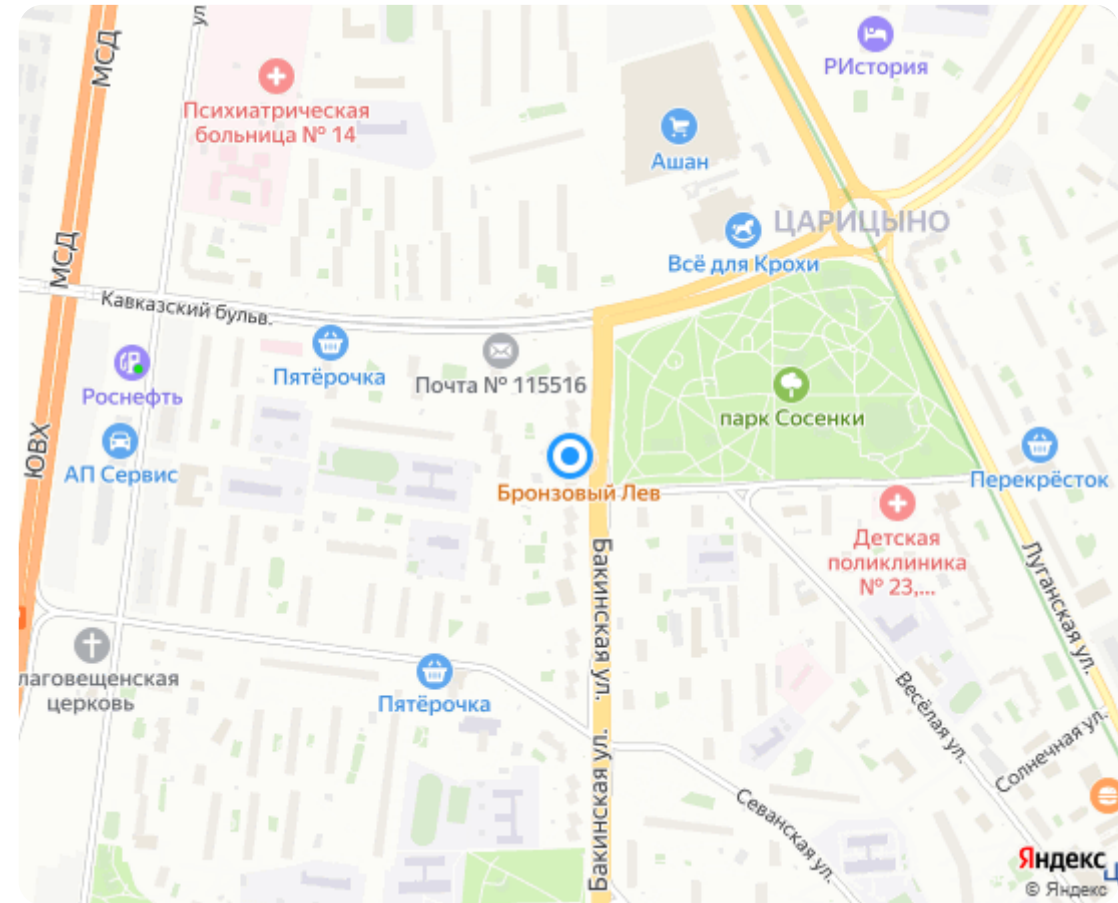 МСД
ул
РИстория
Психиатрическая
больница № 14
Ашан
ЦАРИЦЫНО
МСД
Всё для Крохи
Кавказский бульв.
Пятёрочка
Почта № 115516
Роснефть
парк Сосенки
ЮВХ
АП Сервис
Бронзовый Лев
Перекрёсток
Детская
поликлиника
№ 23,...
Бакинская ул.
Луганская ул.
лаговещенская
церковь
Пятёрочка
Весёлая ул.
Бакинская ул.
Солнечная ул.
Севанская ул.
Яндекс
© Яндекс